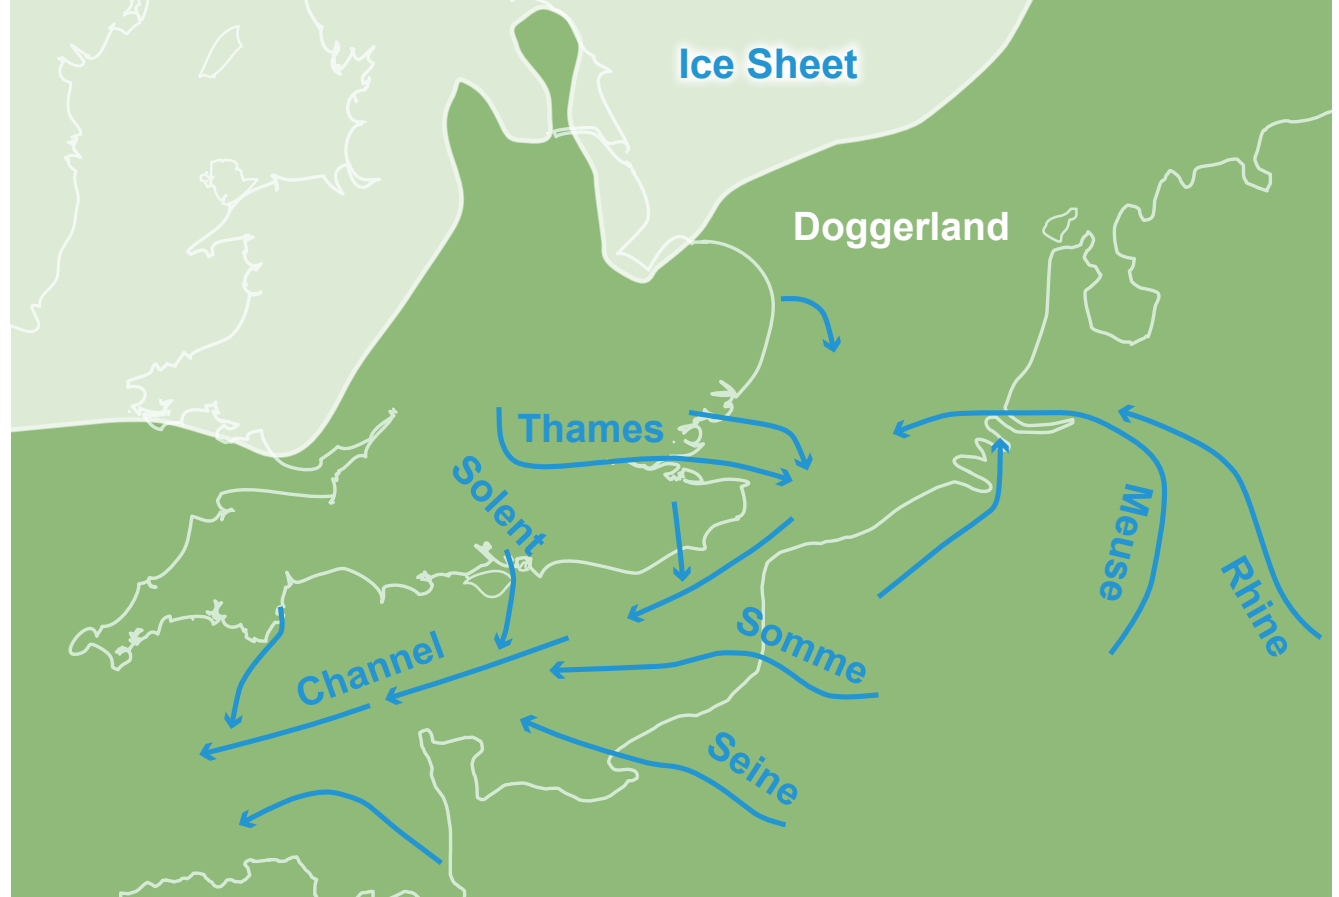 Ice Sheet
Doggerland
Thames
Solent
Meuse
Rhine
Somme
Channel
Seine